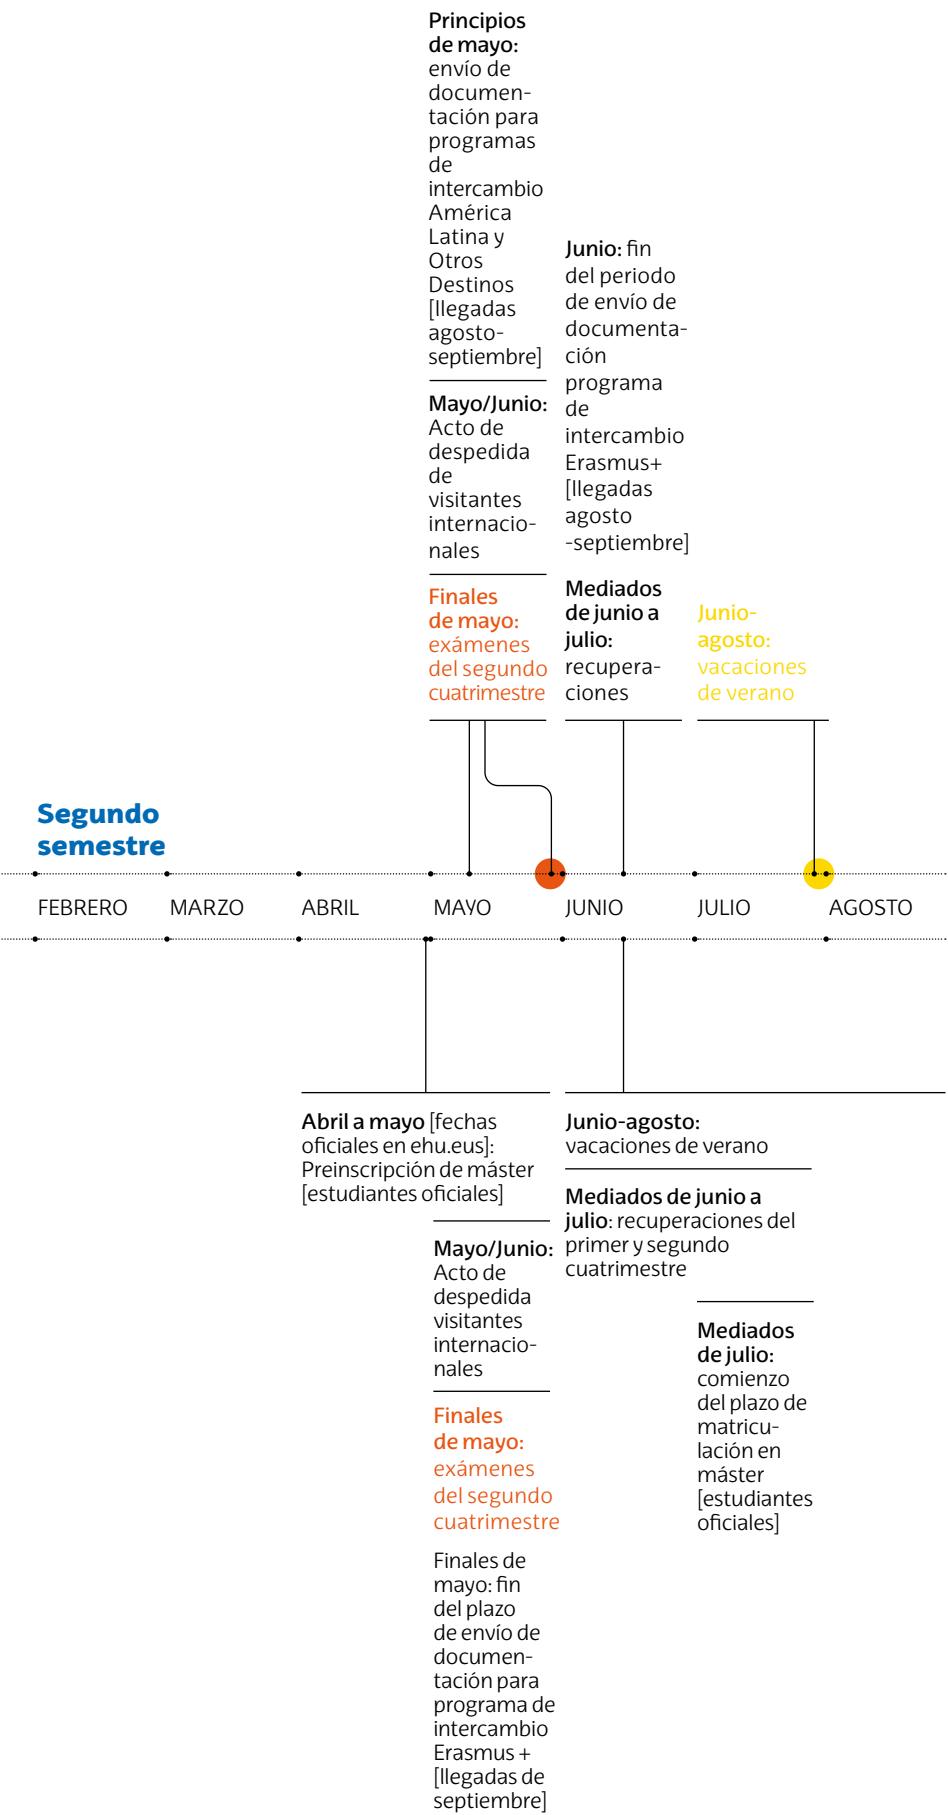 Principios
de mayo:
envío de
documen-
tación para
programas
de
intercambio
América
Latina y
Otros
Destinos
[llegadas
agosto-
septiembre]
Mayo/Junio:
Acto de
despedida
de
visitantes
internacio-
nales
Finales
de mayo:
exámenes
del segundo
cuatrimestre
Junio: fin
del periodo
de envío de
documenta-
ción
programa
de
intercambio
Erasmus+
[llegadas
agosto
-septiembre]
Mediados
de junio a
julio:
recupera-
ciones
Junio-
agosto:
vacaciones
de verano
Segundo
semestre
FEBRERO MARZO ABRIL MAYO JUNIO JULIO AGOSTO
Abril a mayo [fechas
oficiales en ehu.eus]:
Preinscripción de máster
[estudiantes oficiales]
Mayo/Junio:
Acto de
despedida
visitantes
internacio-
nales
Finales
de mayo:
exámenes
del segundo
cuatrimestre
Finales de
mayo: fin
del plazo
de envío de
documen-
tación para
programa de
intercambio
Erasmus +
[llegadas de
septiembre]
Junio-agosto:
vacaciones de verano
Mediados de junio a
julio: recuperaciones del
primer y segundo
cuatrimestre
Mediados
de julio:
comienzo
del plazo de
matricu-
lación en
máster
[estudiantes
oficiales]